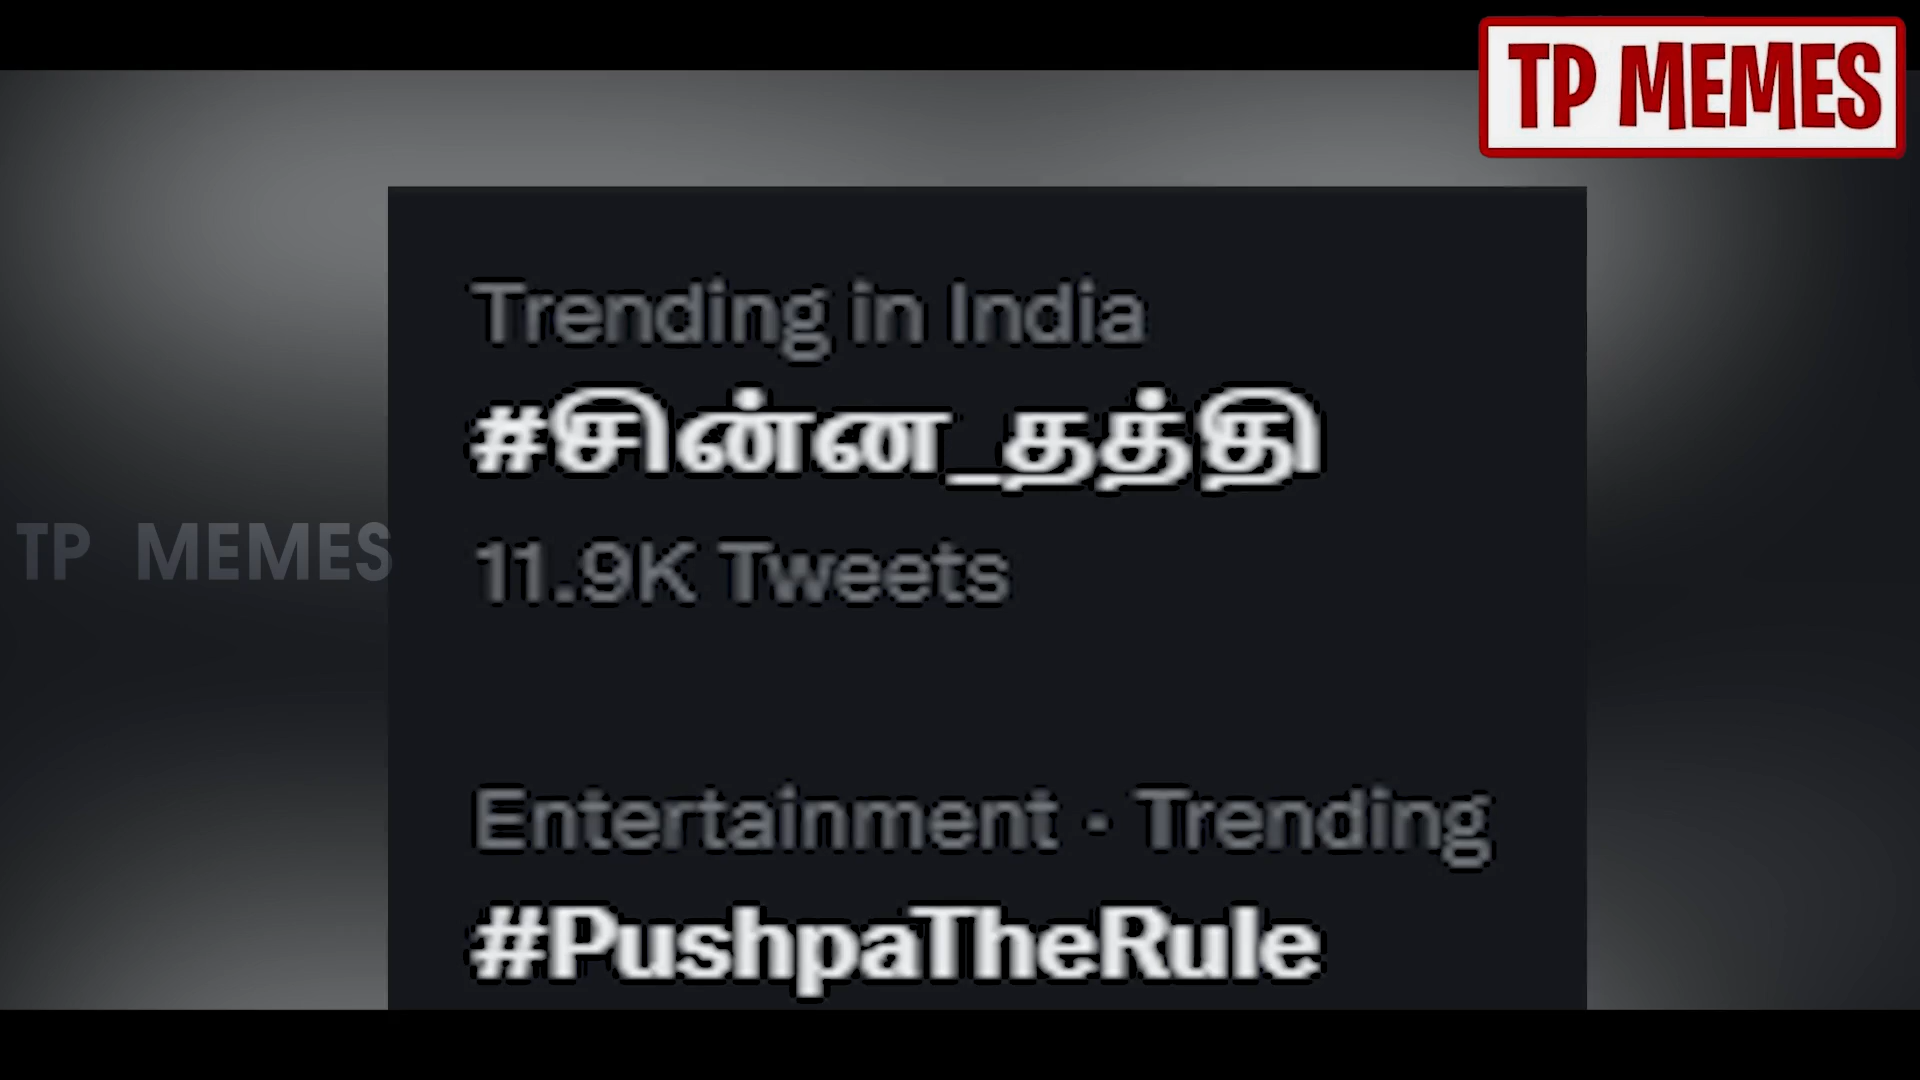 TP MEMES
Trending in India
#சின்ன_தத்தி
11.9K Tweets
TP MEMES
Entertainment · Trending
#PushpaTheRule